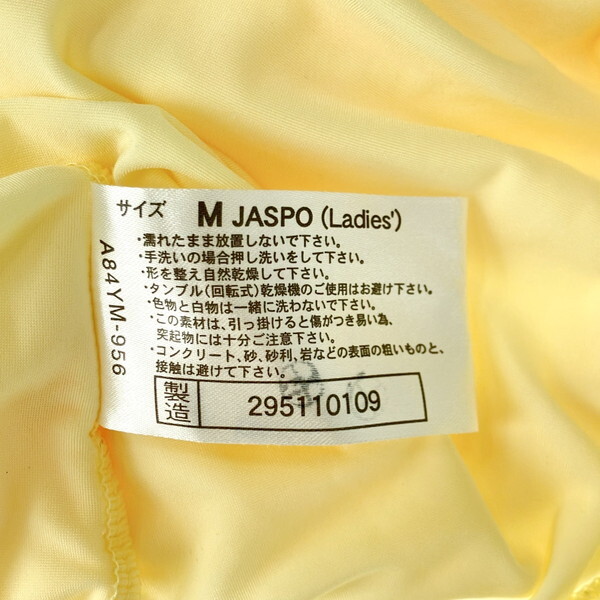 サイズ M JASPO (Ladies')
・濡れたまま放置しないで下さい。
・手洗いの場合押し洗いをして下さい。
・形を整え自然乾燥して下さい。
・タンブル(回転式)乾燥機のご使用はお避け下さい。
・色物と白物は一緒に洗わないで下さい。
・この素材は、引っ掛けると傷がつき易い為、
突起物には十分ご注意下さい。
・コンクリート、砂、砂利、岩などの表面の粗いものと、
接触は避けて下さい。
製造 295110109
A84YM-956